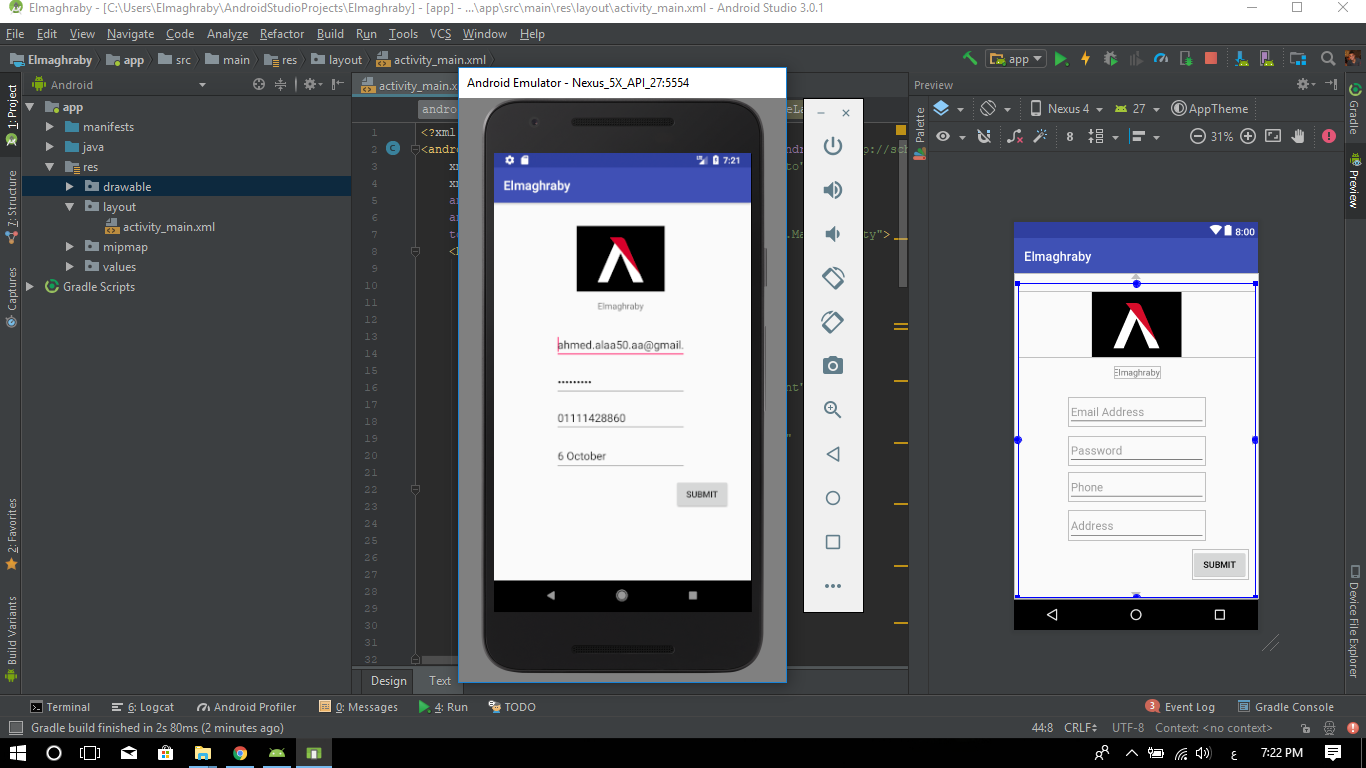 Elmaghraby - [C:\Users\Elmaghraby\AndroidStudioProjects\Elmaghraby] - [app] - ...\app\src\main\res\layout\activity_main.xml - Android Studio 3.0.1
File Edit View Navigate Code Analyze Refactor Build Run Tools VCS Window Help
Elmaghraby app src main res layout activity_main.xml
app
Android
activity_main.x
Preview
1: Project
7: Structure
Captures
2: Favorites
Build Variants
app
manifests
java
res
drawable
layout
activity_main.xml
mipmap
values
Gradle Scripts
1
2
3
4
5
6
7
8
9
10
11
12
13
14
15
16
17
18
19
20
21
22
23
24
25
26
27
28
29
30
31
32
<?xml
Android Emulator - Nexus_5X_API_27:5554
7:21
Elmaghraby
Elmaghraby
ahmed.alaa50.aa@gmail.
•••••••••
01111428860
6 October
SUBMIT
Palette
Nexus 4 27 AppTheme
8 31%
8:00
Elmaghraby
Elmaghraby
Email Address
Password
Phone
Address
SUBMIT
Gradle
Preview
Device File Explorer
Design Text
Terminal 6: Logcat Android Profiler 0: Messages 4: Run TODO
3 Event Log Gradle Console
Gradle build finished in 2s 80ms (2 minutes ago)
44:8 CRLF UTF-8 Context: <no context>
ع 7:22 PM